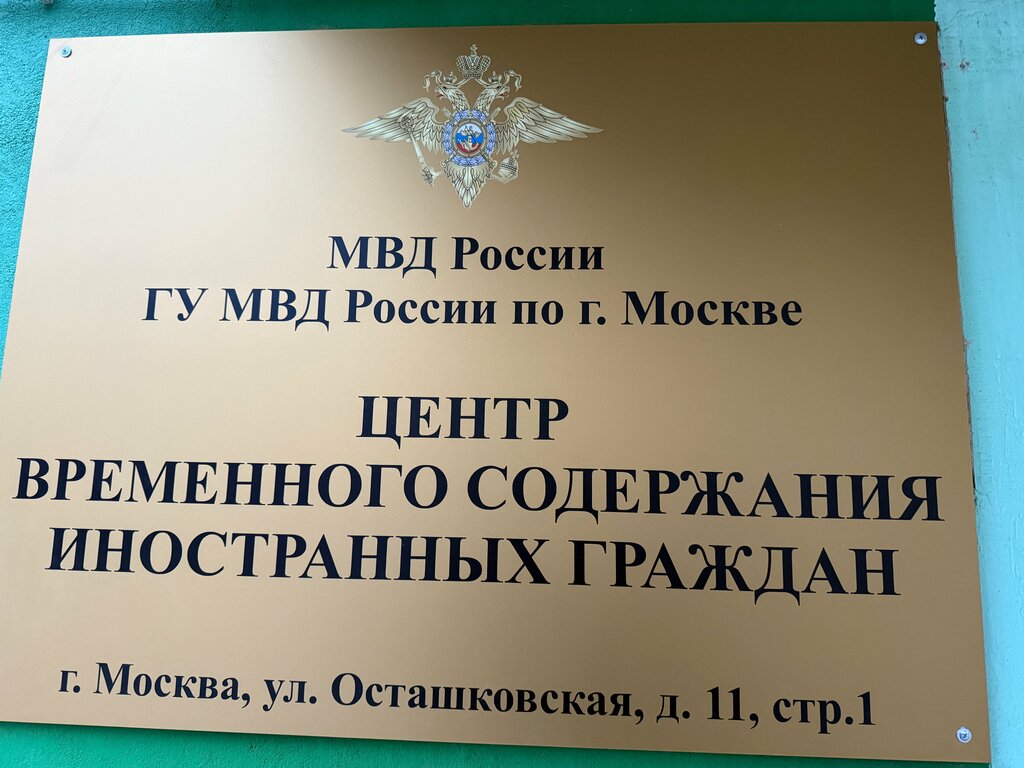 МВД России
ГУ МВД России по г. Москве
ЦЕНТР
ВРЕМЕННОГО СОДЕРЖАНИЯ
ИНОСТРАННЫХ ГРАЖДАН
г. Москва, ул. Осташковская, д. 11, стр.1